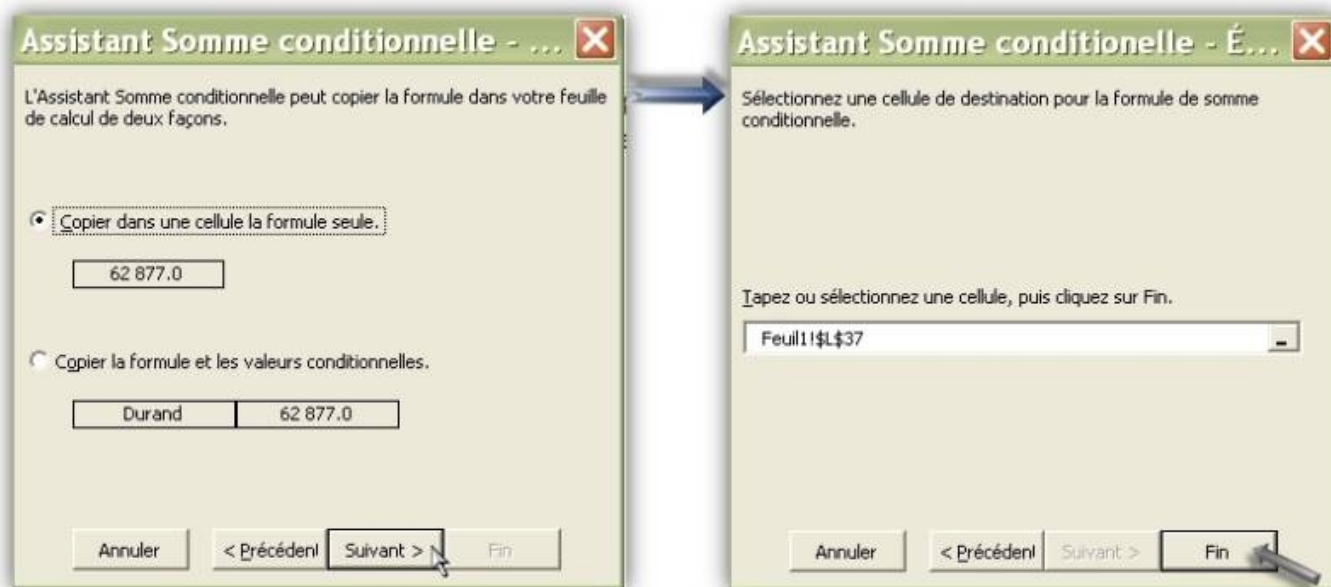 Assistant Somme conditionnelle - ...
L'Assistant Somme conditionnelle peut copier la formule dans votre feuille
de calcul de deux façons.
Copier dans une cellule la formule seule.
62 877.0
Copier la formule et les valeurs conditionnelles.
Durand 62 877.0
Annuler < Précédent Suivant > Fin
Assistant Somme conditionelle - É...
Sélectionnez une cellule de destination pour la formule de somme
conditionnelle.
Tapez ou sélectionnez une cellule, puis cliquez sur Fin.
Feuil1!$L$37
Annuler < Précédent Suivant > Fin